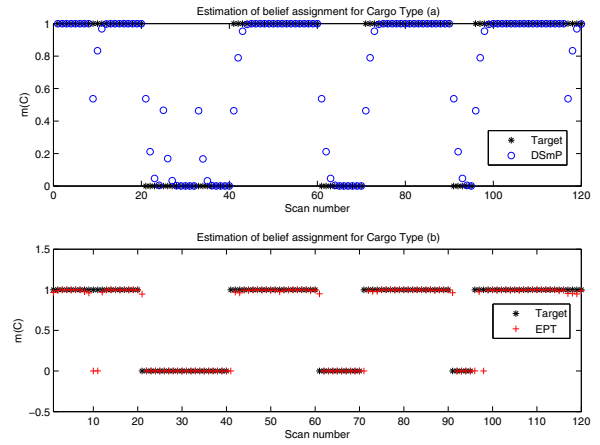 Estimation of belief assignment for Cargo Type (a)
1
0.8
0.6
0.4
0.2
0
m(C)
Target
DSmP
0 20 40 60 80 100 120
Scan number
Estimation of belief assignment for Cargo Type (b)
1.5
1
0.5
0
-0.5
m(C)
Target
EPT
10 20 30 40 50 60 70 80 90 100 110 120
Scan number